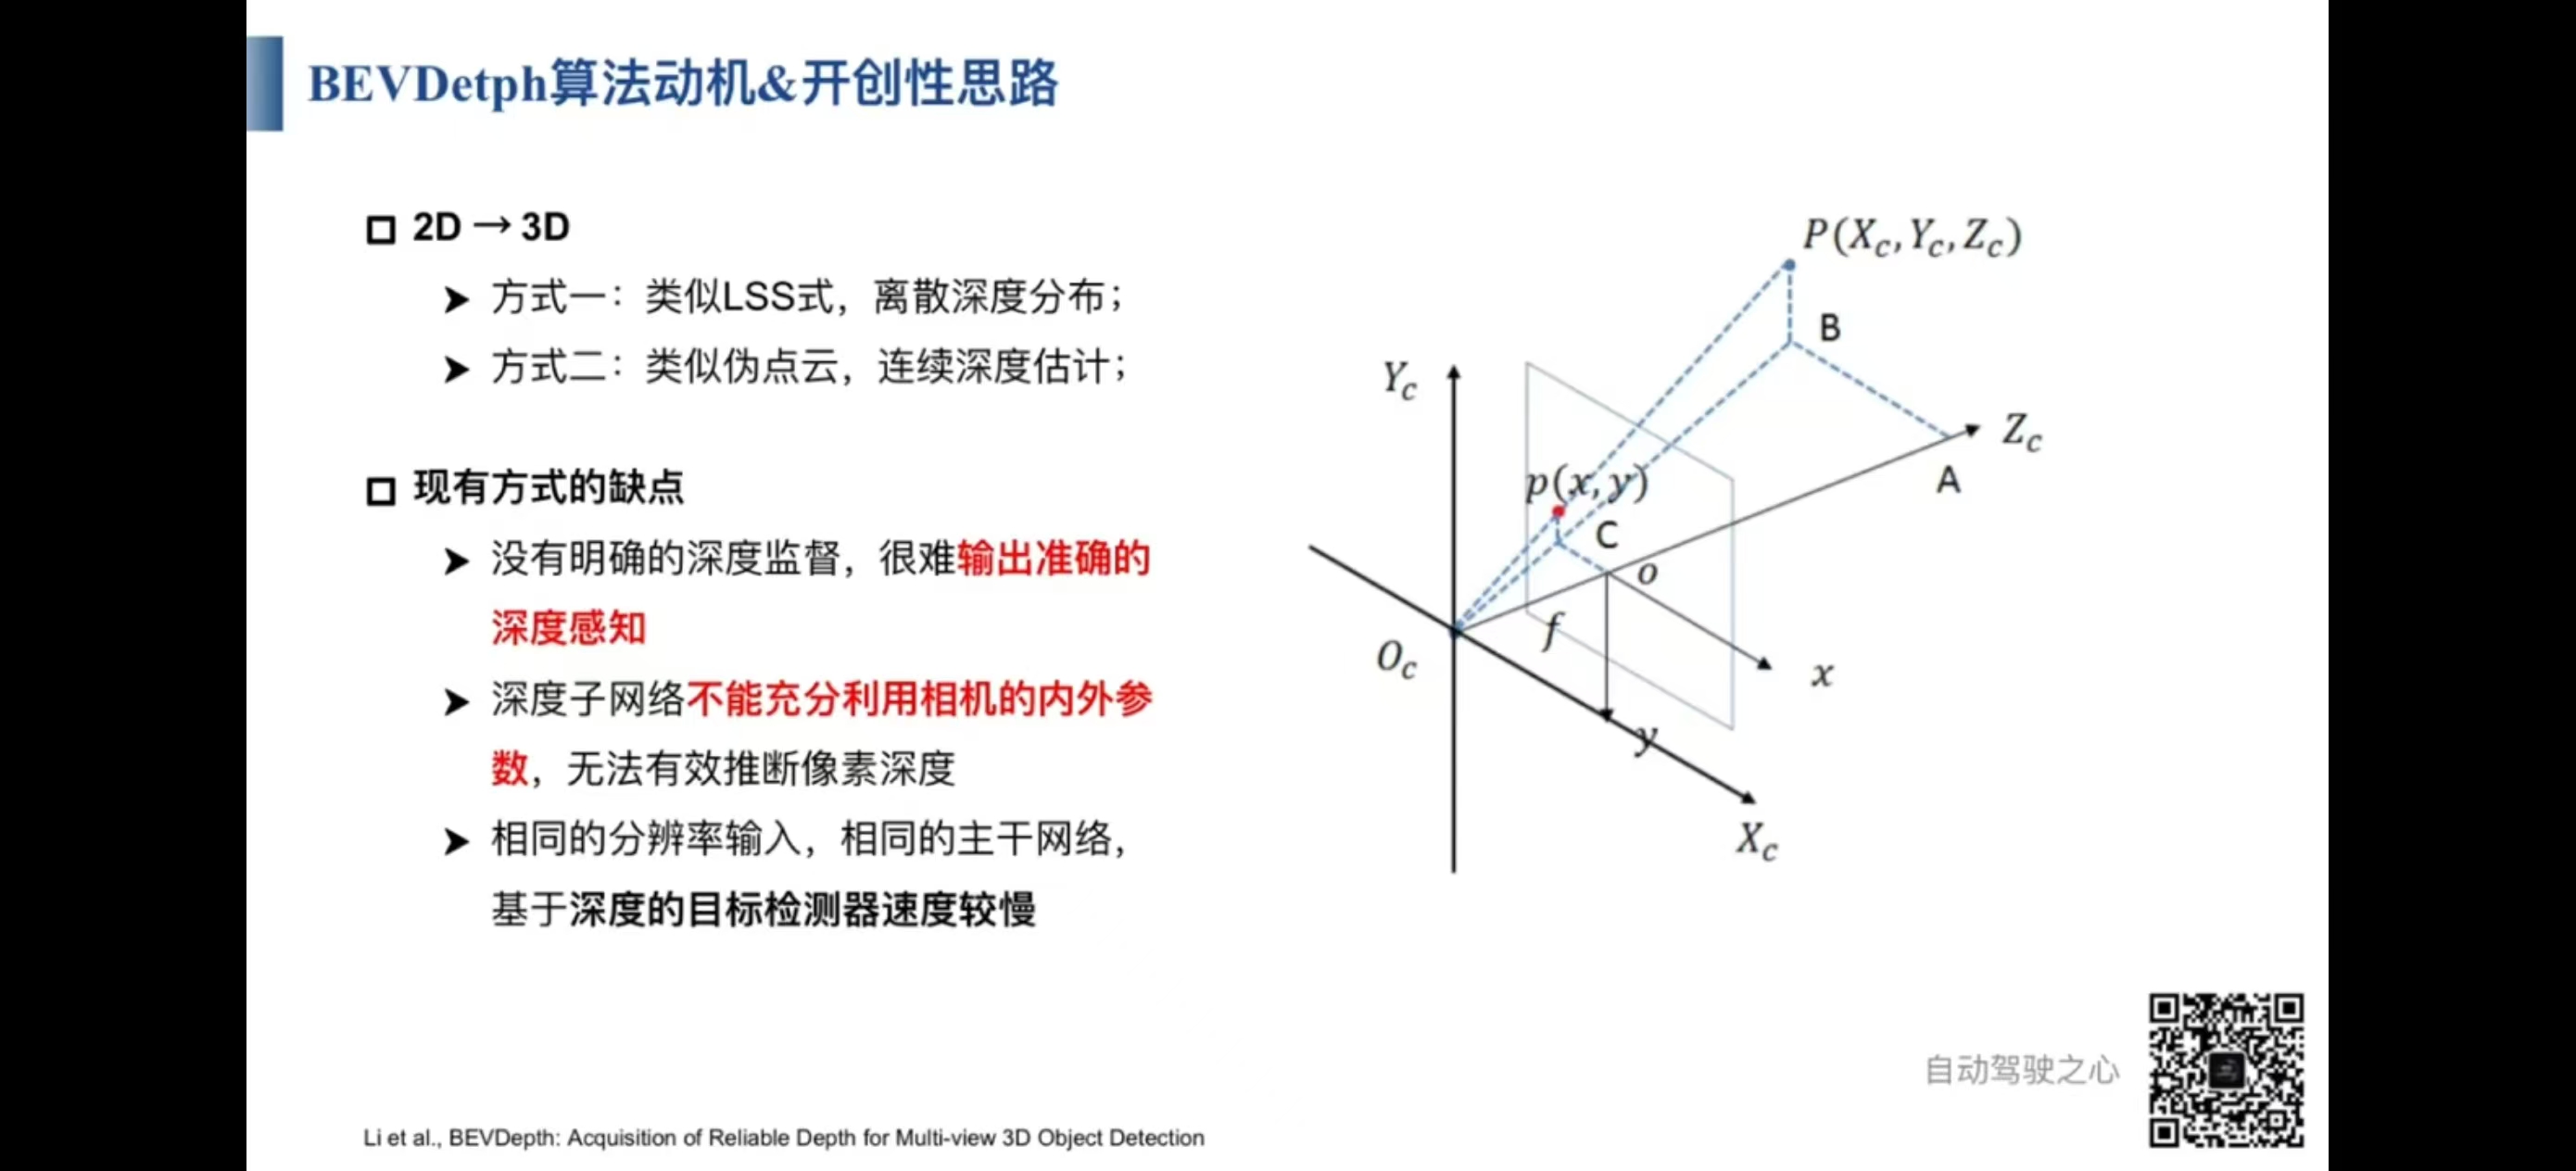 BEVDetph算法动机&开创性思路
2D → 3D
方式一：类似LSS式，离散深度分布；
方式二：类似伪点云，连续深度估计；
现有方式的缺点
没有明确的深度监督，很难输出准确的
深度感知
深度子网络不能充分利用相机的内外参
数，无法有效推断像素深度
相同的分辨率输入，相同的主干网络，
基于深度的目标检测器速度较慢
P(Xc, Yc, Zc)
B
Yc
Zc
A
p(x, y)
C
o
f
Oc
x
y
Xc
自动驾驶之心
Li et al., BEVDepth: Acquisition of Reliable Depth for Multi-view 3D Object Detection